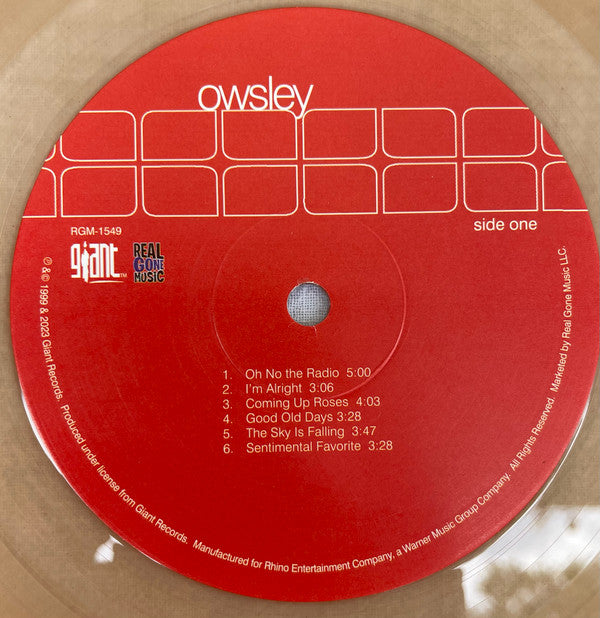 owsley
RGM-1549
side one
giant™
REAL
GONE
MUSIC
1. Oh No the Radio 5:00
2. I'm Alright 3:06
3. Coming Up Roses 4:03
4. Good Old Days 3:28
5. The Sky Is Falling 3:47
6. Sentimental Favorite 3:28
℗ & © 1999 & 2023 Giant Records. Produced under license from Giant Records. Manufactured for Rhino Entertainment Company, a Warner Music Group Company. All Rights Reserved. Marketed by Real Gone Music LLC.